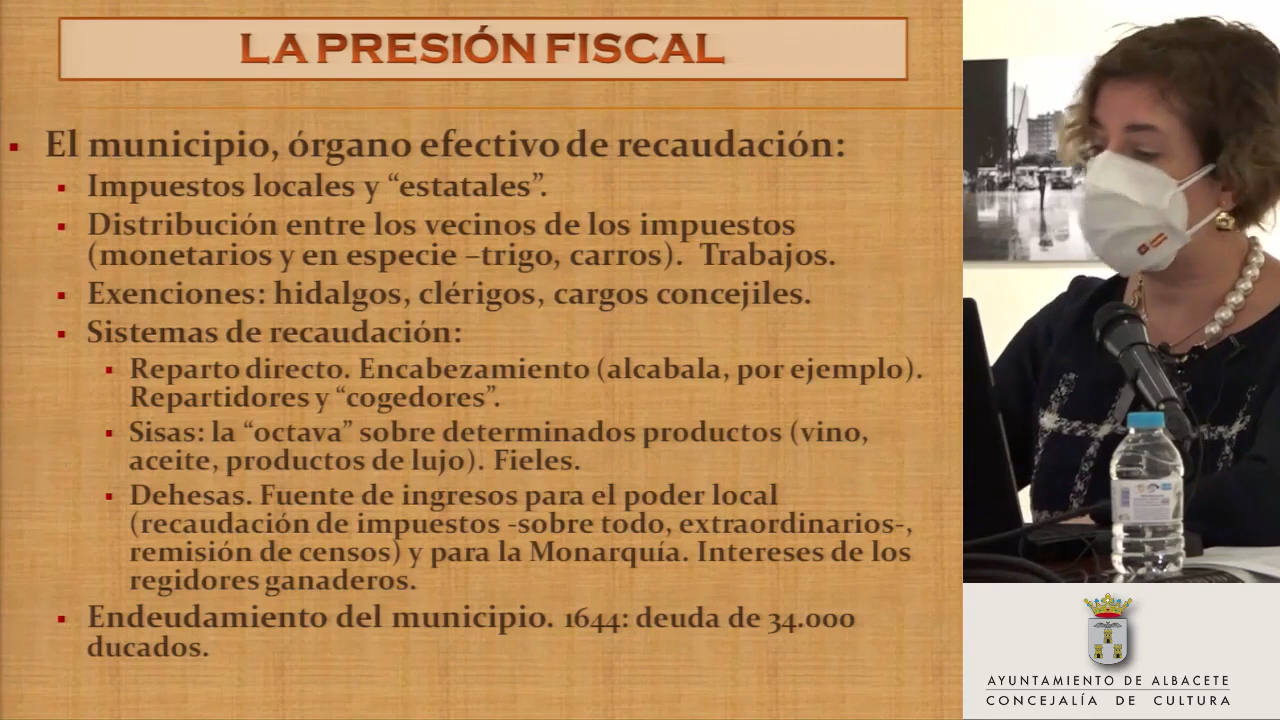 LA PRESIÓN FISCAL
El municipio, órgano efectivo de recaudación:
Impuestos locales y “estatales”.
Distribución entre los vecinos de los impuestos
(monetarios y en especie –trigo, carros). Trabajos.
Exenciones: hidalgos, clérigos, cargos concejiles.
Sistemas de recaudación:
Reparto directo. Encabezamiento (alcabala, por ejemplo).
Repartidores y “cogedores”.
Sisas: la “octava” sobre determinados productos (vino,
aceite, productos de lujo). Fieles.
Dehesas. Fuente de ingresos para el poder local
(recaudación de impuestos -sobre todo, extraordinarios-,
remisión de censos) y para la Monarquía. Intereses de los
regidores ganaderos.
Endeudamiento del municipio. 1644: deuda de 34.000
ducados.
AYUNTAMIENTO DE ALBACETE
CONCEJALÍA DE CULTURA